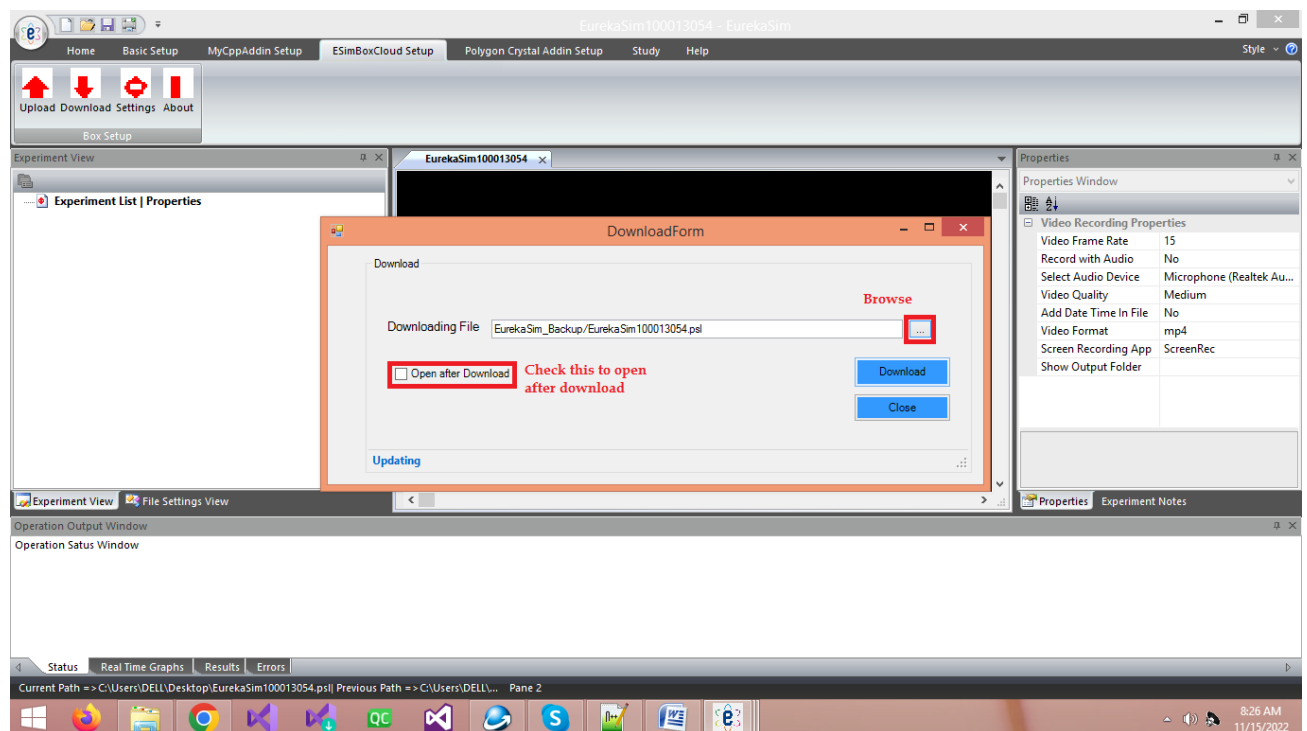 EurekaSim100013054 - EurekaSim
Home Basic Setup MyCppAddin Setup ESimBoxCloud Setup Polygon Crystal Addin Setup Study Help Style
Upload Download Settings About
Box Setup
Experiment View
Experiment List | Properties
EurekaSim100013054
DownloadForm
Download
Browse
Downloading File EurekaSim_Backup/EurekaSim100013054.psl ...
Open after Download Check this to open
after download
Download
Close
Updating
Properties
Properties Window
Video Recording Properties
Video Frame Rate 15
Record with Audio No
Select Audio Device Microphone (Realtek Au...
Video Quality Medium
Add Date Time In File No
Video Format mp4
Screen Recording App ScreenRec
Show Output Folder
Experiment View File Settings View
Properties Experiment Notes
Operation Output Window
Operation Satus Window
Status Real Time Graphs Results Errors
Current Path => C:\Users\DELL\Desktop\EurekaSim100013054.psl| Previous Path => C:\Users\DELL\... Pane 2
QC
8:26 AM
11/15/2022